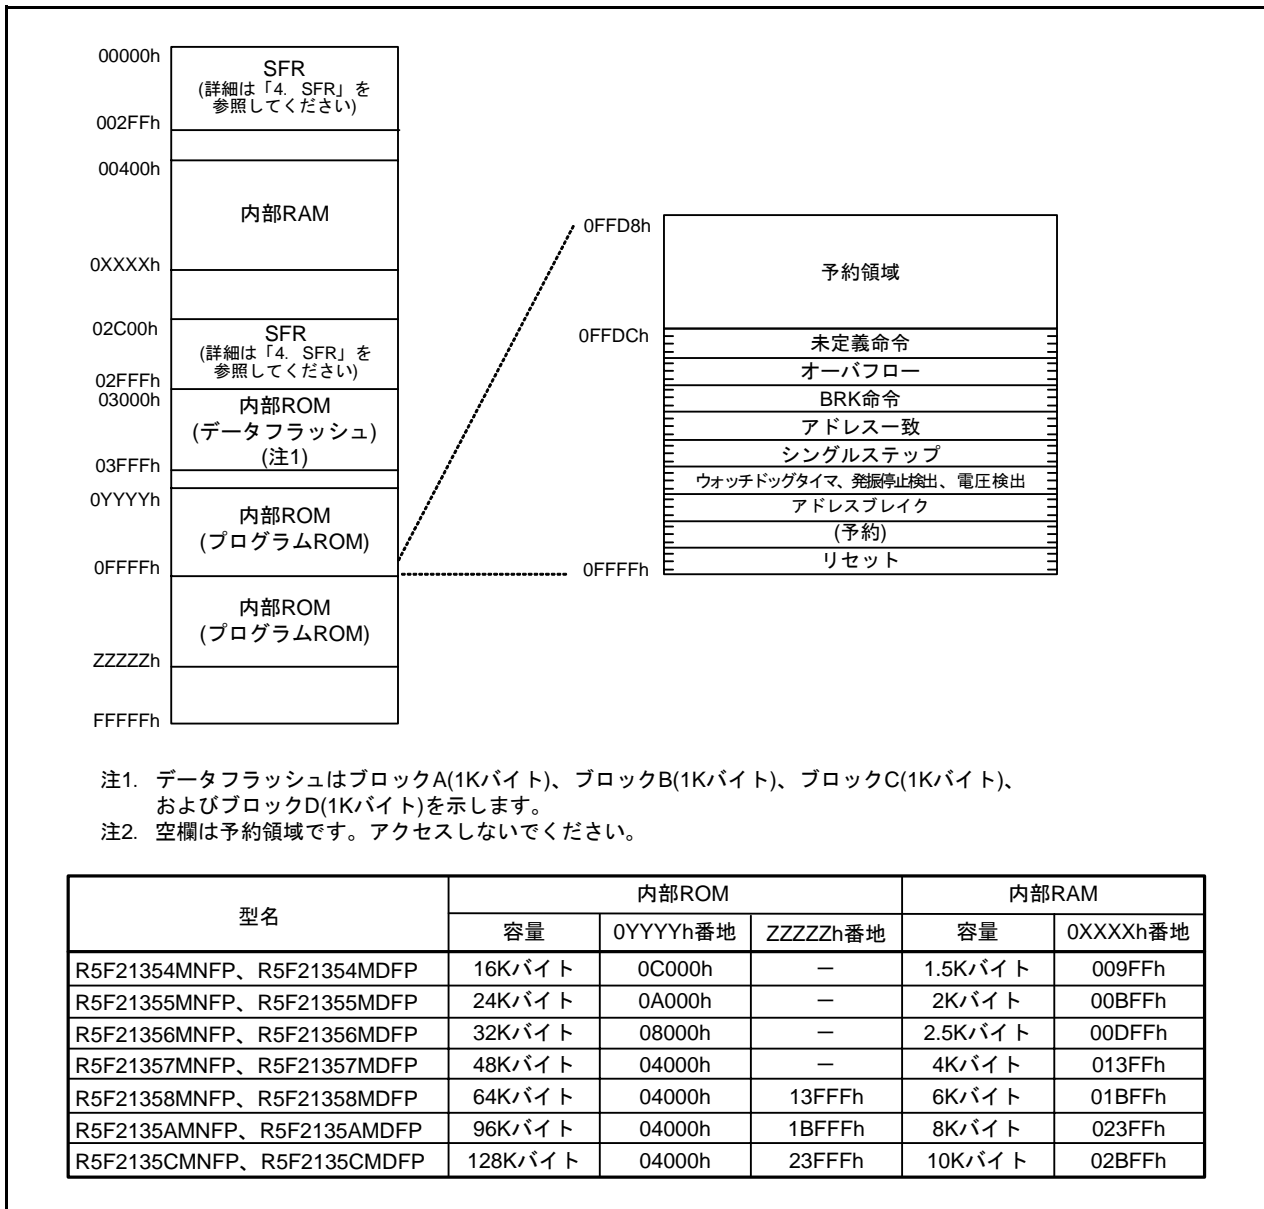 00000h
SFR
(詳細は「4. SFR」を
参照してください)
002FFh
00400h
内部RAM
0XXXXh
02C00h
SFR
(詳細は「4. SFR」を
参照してください)
02FFFh
03000h
内部ROM
(データフラッシュ)
(注1)
03FFFh
0YYYYh
内部ROM
(プログラムROM)
0FFFFh
内部ROM
(プログラムROM)
ZZZZZh
FFFFFh
0FFD8h
予約領域
0FFDCh
未定義命令
オーバフロー
BRK命令
アドレス一致
シングルステップ
ウォッチドッグタイマ、発振停止検出、電圧検出
アドレスブレイク
(予約)
リセット
0FFFFh
注1. データフラッシュはブロックA(1Kバイト)、ブロックB(1Kバイト)、ブロックC(1Kバイト)、
およびブロックD(1Kバイト)を示します。
注2. 空欄は予約領域です。アクセスしないでください。
型名 内部ROM 内部RAM
容量 0YYYYh番地 ZZZZZh番地 容量 0XXXXh番地
R5F21354MNFP、R5F21354MDFP 16Kバイト 0C000h － 1.5Kバイト 009FFh
R5F21355MNFP、R5F21355MDFP 24Kバイト 0A000h － 2Kバイト 00BFFh
R5F21356MNFP、R5F21356MDFP 32Kバイト 08000h － 2.5Kバイト 00DFFh
R5F21357MNFP、R5F21357MDFP 48Kバイト 04000h － 4Kバイト 013FFh
R5F21358MNFP、R5F21358MDFP 64Kバイト 04000h 13FFFh 6Kバイト 01BFFh
R5F2135AMNFP、R5F2135AMDFP 96Kバイト 04000h 1BFFFh 8Kバイト 023FFh
R5F2135CMNFP、R5F2135CMDFP 128Kバイト 04000h 23FFFh 10Kバイト 02BFFh